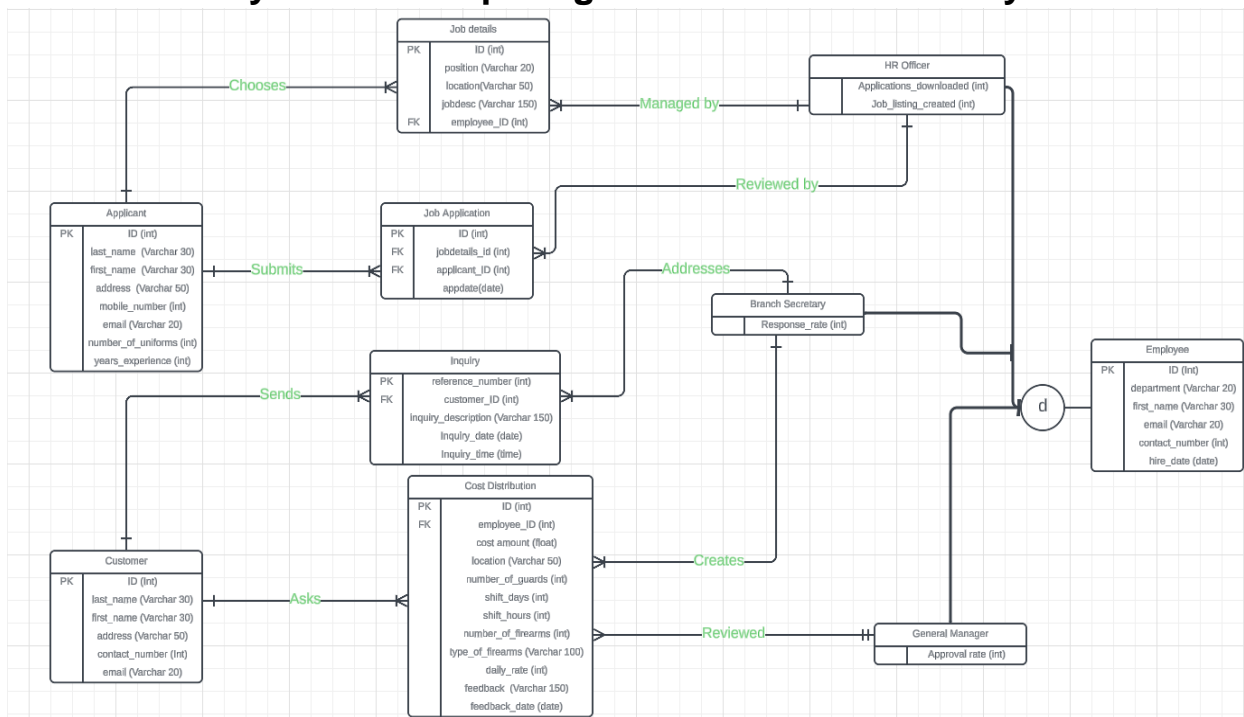 Job details
PK ID (int)
position (Varchar 20)
location(Varchar 50)
jobdesc (Varchar 150)
FK employee_ID (int)
HR Officer
Applications_downloaded (int)
Job_listing_created (int)
Chooses
Managed by
Reviewed by
Applicant
PK ID (int)
last_name (Varchar 30)
first_name (Varchar 30)
address (Varchar 50)
mobile_number (int)
email (Varchar 20)
number_of_uniforms (int)
years_experience (int)
Submits
Job Application
PK ID (int)
FK jobdetails_id (int)
FK applicant_ID (int)
appdate(date)
Addresses
Branch Secretary
Response_rate (int)
Inquiry
PK reference_number (int)
FK customer_ID (int)
Inquiry_description (Varchar 150)
Inquiry_date (date)
Inquiry_time (time)
Sends
Employee
PK ID (Int)
department (Varchar 20)
first_name (Varchar 30)
email (Varchar 20)
contact_number (int)
hire_date (date)
d
Cost Distribution
PK ID (int)
FK employee_ID (int)
cost amount (float)
location (Varchar 50)
number_of_guards (int)
shift_days (int)
shift_hours (int)
number_of_firearms (int)
type_of_firearms (Varchar 100)
daily_rate (int)
feedback (Varchar 150)
feedback_date (date)
Creates
Reviewed
Customer
PK ID (Int)
last_name (Varchar 30)
first_name (Varchar 30)
address (Varchar 50)
contact_number (Int)
email (Varchar 20)
Asks
General Manager
Approval rate (int)